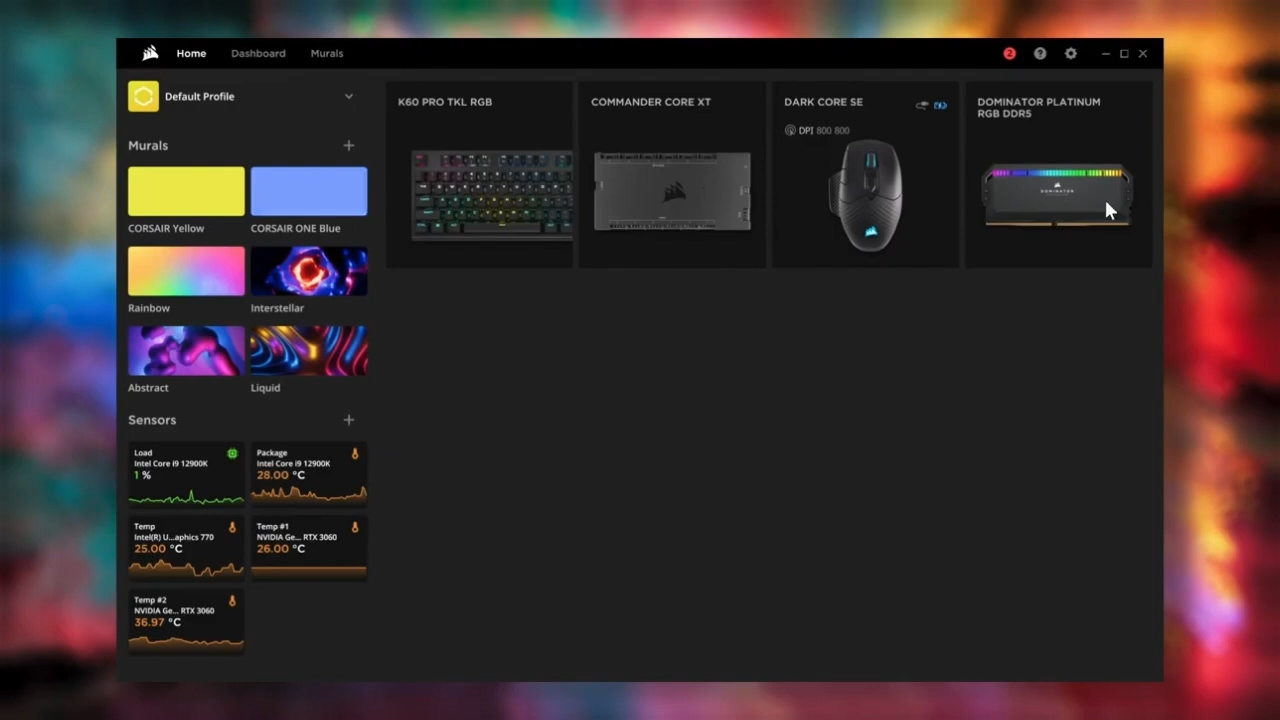 Home
Dashboard
Murals
2
Default Profile
Murals
CORSAIR Yellow
CORSAIR ONE Blue
Rainbow
Interstellar
Abstract
Liquid
Sensors
Load
Intel Core i9 12900K
1 %
Package
Intel Core i9 12900K
28.00 °C
Temp
Intel(R) U...aphics 770
25.00 °C
Temp #1
NVIDIA Ge... RTX 3060
26.00 °C
Temp #2
NVIDIA Ge... RTX 3060
36.97 °C
K60 PRO TKL RGB
COMMANDER CORE XT
DARK CORE SE
DPI 800 800
DOMINATOR PLATINUM
RGB DDR5
DOMINATOR